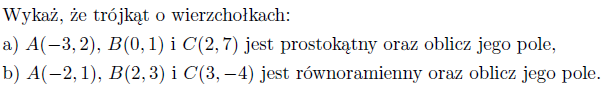 Wykaż, że trójkąt o wierzchołkach:
a) A(−3, 2), B(0, 1) i C(2, 7) jest prostokątny oraz oblicz jego pole,
b) A(−2, 1), B(2, 3) i C(3, −4) jest równoramienny oraz oblicz jego pole.